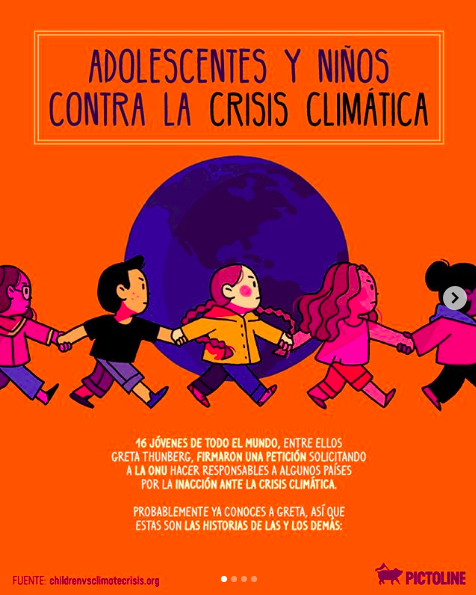 ADOLESCENTES Y NIÑOS
CONTRA LA CRISIS CLIMÁTICA
16 JÓVENES DE TODO EL MUNDO, ENTRE ELLOS
GRETA THUNBERG, FIRMARON UNA PETICIÓN SOLICITANDO
A LA ONU HACER RESPONSABLES A ALGUNOS PAÍSES
POR LA INACCIÓN ANTE LA CRISIS CLIMÁTICA.
PROBABLEMENTE YA CONOCES A GRETA, ASÍ QUE
ESTAS SON LAS HISTORIAS DE LAS Y LOS DEMÁS:
FUENTE: childrenvsclimatecrisis.org
PICTOLINE